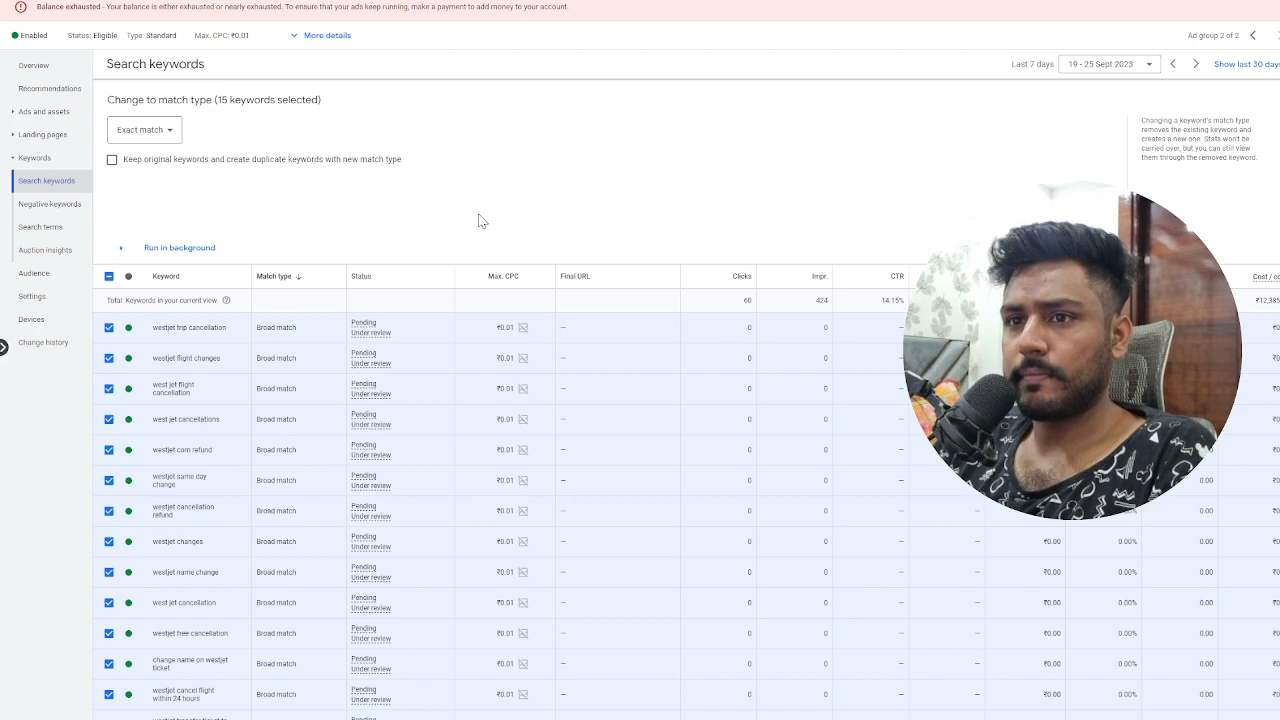 Balance exhausted - Your balance is either exhausted or nearly exhausted. To ensure that your ads keep running, make a payment to add money to your account.
Enabled Status: Eligible Type: Standard Max. CPC: ₹0.01 More details Ad group 2 of 2
Overview
Recommendations
Ads and assets
Landing pages
Keywords
Search keywords
Negative keywords
Search terms
Auction insights
Audience
Settings
Devices
Change history
Search keywords Last 7 days 19 - 25 Sept 2023 Show last 30 days
Change to match type (15 keywords selected)
Exact match
Keep original keywords and create duplicate keywords with new match type
Changing a keyword's match type
removes the existing keyword and
creates a new one. Stats won't be
carried over, but you can still view
them through the removed keyword.
Run in background
Keyword Match type Status Max. CPC Final URL Clicks Impr. CTR Cost / co
Total: Keywords in your current view 60 424 14.15% ₹12,385
westjet trip cancellation Broad match Pending Under review ₹0.01 — 0 0 —
westjet flight changes Broad match Pending Under review ₹0.01 — 0 0 —
west jet flight cancellation Broad match Pending Under review ₹0.01 — 0 0 —
west jet cancellations Broad match Pending Under review ₹0.01 — 0 0 —
westjet com refund Broad match Pending Under review ₹0.01 — 0 0 —
westjet same day change Broad match Pending Under review ₹0.01 — 0 0 — 0.00
westjet cancellation refund Broad match Pending Under review ₹0.01 — 0 0 —
westjet changes Broad match Pending Under review ₹0.01 — 0 0 — — ₹0.00 0.00% 0.00
westjet name change Broad match Pending Under review ₹0.01 — 0 0 — — ₹0.00 0.00% 0.00
west jet cancellation Broad match Pending Under review ₹0.01 — 0 0 — — ₹0.00 0.00% 0.00
westjet free cancellation Broad match Pending Under review ₹0.01 — 0 0 — — ₹0.00 0.00% 0.00
change name on westjet ticket Broad match Pending Under review ₹0.01 — 0 0 — — ₹0.00 0.00% 0.00
westjet cancel flight within 24 hours Broad match Pending Under review ₹0.01 — 0 0 — — ₹0.00 0.00% 0.00